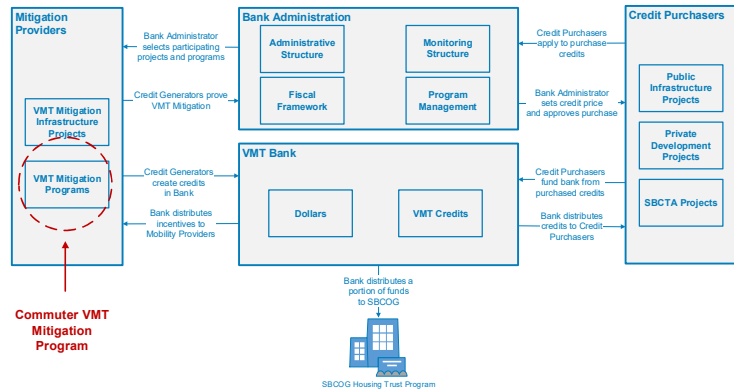 Mitigation
Providers
VMT Mitigation
Infrastructure
Projects
VMT Mitigation
Programs
Commuter VMT
Mitigation
Program
Bank Administrator
selects participating
projects and programs
Credit Generators prove
VMT Mitigation
Credit Generators
create credits
in Bank
Bank distributes
incentives to
Mobility Providers
Bank Administration
Administrative
Structure
Monitoring
Structure
Fiscal
Framework
Program
Management
VMT Bank
Dollars
VMT Credits
Bank distributes a
portion of funds
to SBCOG
SBCOG Housing Trust Program
Credit Purchasers
apply to purchase
credits
Bank Administrator
sets credit price
and approves purchase
Credit Purchasers
fund bank from
purchased credits
Bank distributes
credits to Credit
Purchasers
Credit Purchasers
Public
Infrastructure
Projects
Private
Development
Projects
SBCTA Projects